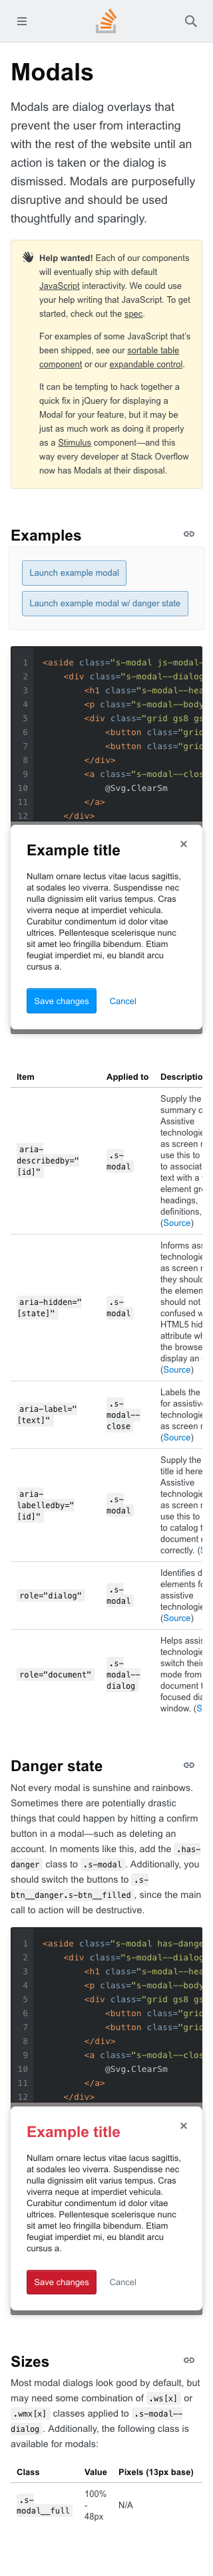 Modals
Modals are dialog overlays that
prevent the user from interacting
with the rest of the website until
an action is taken or the dialog is
dismissed. Modals are purposefully
disruptive and should be used
thoughtfully and sparingly.
Help wanted! Each of our components
will eventually ship with default
JavaScript interactivity. We could use
your help writing that JavaScript. To get
started, check out the spec.
For examples of some JavaScript that's
been shipped, see our sortable table
component or our expandable control.
It can be tempting to hack together a
quick fix in jQuery for displaying a
Modal for your feature, but it may be
just as much work as doing it properly
as a Stimulus component—and this
way every developer at Stack Overflow
now has Modals at their disposal.
Examples
Launch example modal
Launch example modal w/ danger state
1 <aside class="s-modal js-modal-
2 <div class="s-modal--dialog
3 <h1 class="s-modal--hea
4 <p class="s-modal--body
5 <div class="grid gs8 gs
6 <button class="grid
7 <button class="grid
8 </div>
9 <a class="s-modal--clos
10 @Svg.ClearSm
11 </a>
12 </div>
Example title
Nullam ornare lectus vitae lacus sagittis,
at sodales leo viverra. Suspendisse nec
nulla dignissim elit varius tempus. Cras
viverra neque at imperdiet vehicula.
Curabitur condimentum id dolor vitae
ultrices. Pellentesque scelerisque nunc
sit amet leo fringilla bibendum. Etiam
feugiat imperdiet mi, eu blandit arcu
cursus a.
Save changes Cancel
Item Applied to Descriptio
aria-describedby="[id]" .s-modal Supply the
summary c
Assistive
technologie
as screen r
use this to
to associat
text with a
element gr
headings,
definitions,
(Source)
aria-hidden="[state]" .s-modal Informs ass
technologie
as screen r
they shoul
the elemen
should not
confused w
HTML5 hid
attribute wh
the browse
display an
(Source)
aria-label="[text]" .s-modal--close Labels the
for assistiv
technologie
as screen r
(Source)
aria-labelledby="[id]" .s-modal Supply the
title id here
Assistive
technologie
as screen r
use this to
to catalog t
document
correctly. (S
role="dialog" .s-modal Identifies d
elements fo
assistive
technologie
(Source)
role="document" .s-modal--dialog Helps assis
technologie
switch their
mode from
document t
focused dia
window. (S
Danger state
Not every modal is sunshine and rainbows.
Sometimes there are potentially drastic
things that could happen by hitting a confirm
button in a modal—such as deleting an
account. In moments like this, add the .has-
danger class to .s-modal. Additionally, you
should switch the buttons to .s-
btn__danger.s-btn__filled, since the main
call to action will be destructive.
1 <aside class="s-modal has-dange
2 <div class="s-modal--dialog
3 <h1 class="s-modal--hea
4 <p class="s-modal--body
5 <div class="grid gs8 gs
6 <button class="grid
7 <button class="grid
8 </div>
9 <a class="s-modal--clos
10 @Svg.ClearSm
11 </a>
12 </div>
Example title
Nullam ornare lectus vitae lacus sagittis,
at sodales leo viverra. Suspendisse nec
nulla dignissim elit varius tempus. Cras
viverra neque at imperdiet vehicula.
Curabitur condimentum id dolor vitae
ultrices. Pellentesque scelerisque nunc
sit amet leo fringilla bibendum. Etiam
feugiat imperdiet mi, eu blandit arcu
cursus a.
Save changes Cancel
Sizes
Most modal dialogs look good by default, but
may need some combination of .ws[x] or
.wmx[x] classes applied to .s-modal--
dialog. Additionally, the following class is
available for modals:
Class Value Pixels (13px base)
.s-modal__full 100% - 48px N/A